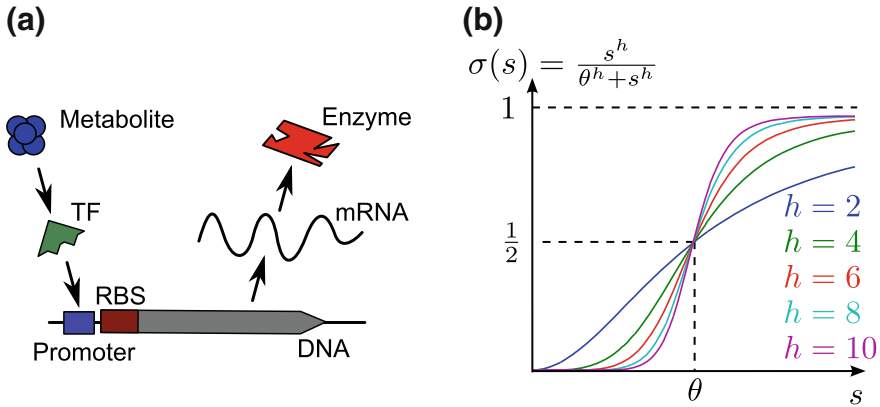 (a)
Metabolite
Enzyme
TF
mRNA
RBS
Promoter
DNA
(b)
σ(s) = s^h / (θ^h + s^h)
1
1/2
h = 2
h = 4
h = 6
h = 8
h = 10
θ
s